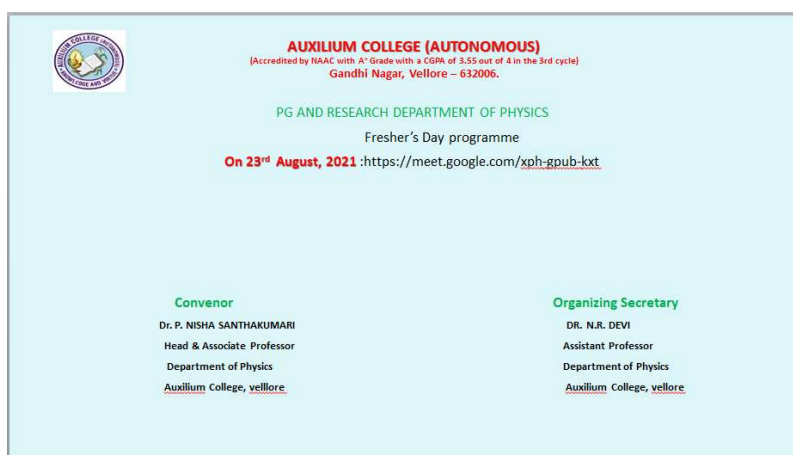 AUXILIUM COLLEGE (AUTONOMOUS)
(Accredited by NAAC with A+ Grade with a CGPA of 3.55 out of 4 in the 3rd cycle)
Gandhi Nagar, Vellore – 632006.
PG AND RESEARCH DEPARTMENT OF PHYSICS
Fresher's Day programme
On 23rd August, 2021 :https://meet.google.com/xph-gpub-kxt
Convenor
Dr. P. NISHA SANTHAKUMARI
Head & Associate Professor
Department of Physics
Auxilium College, velllore
Organizing Secretary
DR. N.R. DEVI
Assistant Professor
Department of Physics
Auxilium College, vellore